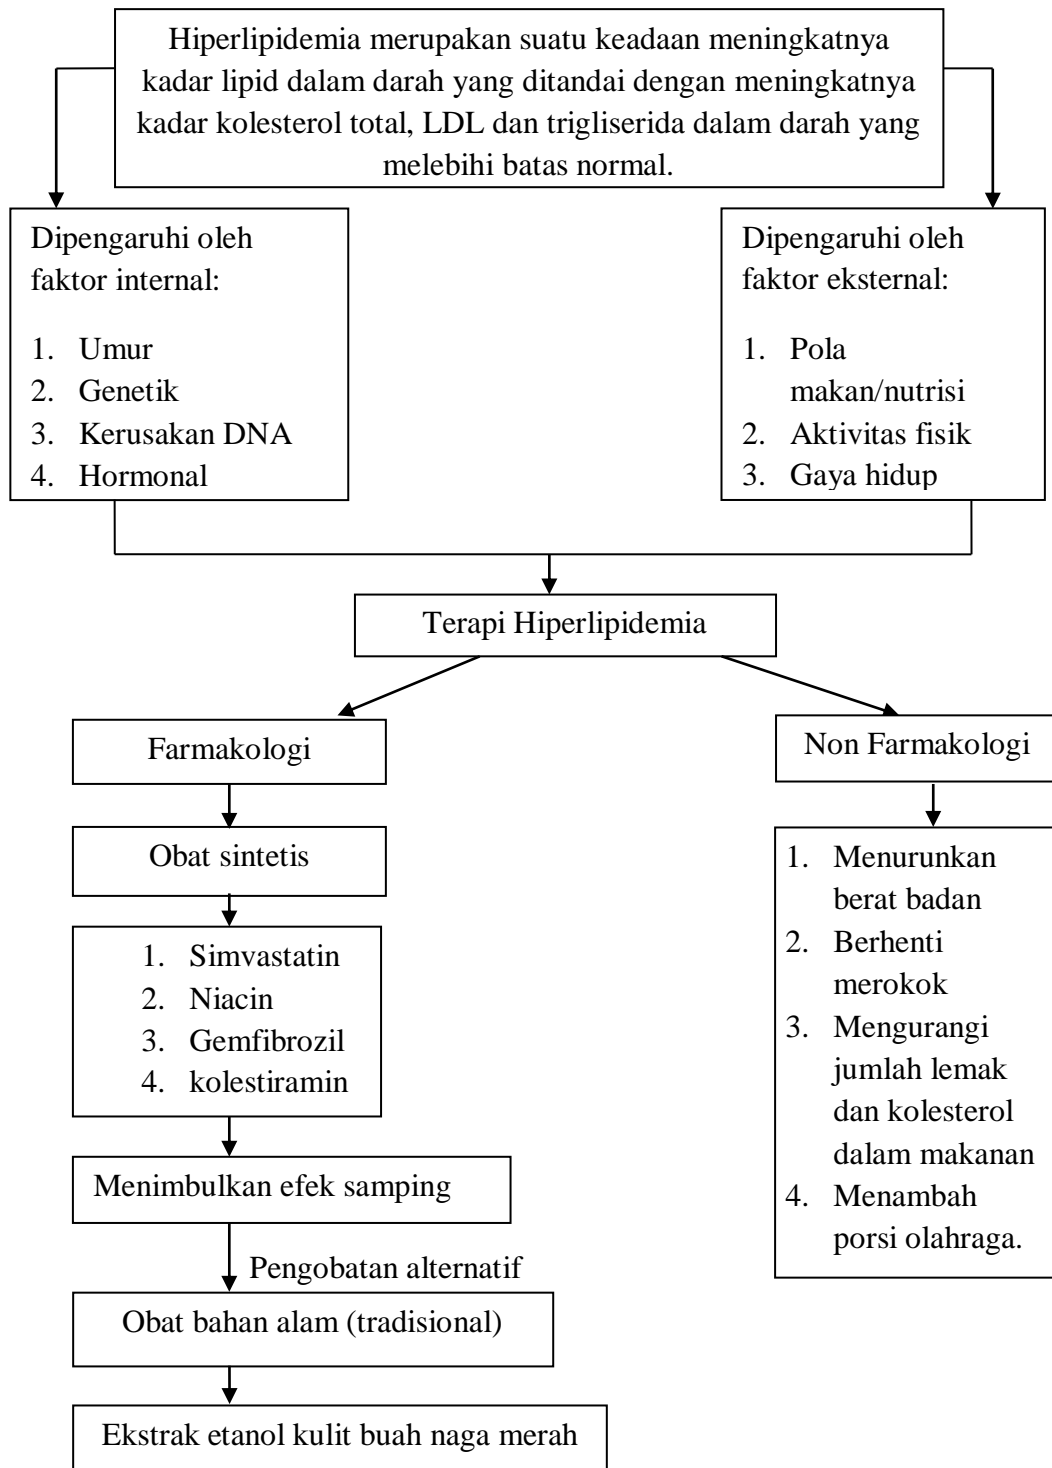 Hiperlipidemia merupakan suatu keadaan meningkatnya
kadar lipid dalam darah yang ditandai dengan meningkatnya
kadar kolesterol total, LDL dan trigliserida dalam darah yang
melebihi batas normal.
Dipengaruhi oleh
faktor internal:
1. Umur
2. Genetik
3. Kerusakan DNA
4. Hormonal
Dipengaruhi oleh
faktor eksternal:
1. Pola
makan/nutrisi
2. Aktivitas fisik
3. Gaya hidup
Terapi Hiperlipidemia
Farmakologi
Obat sintetis
1. Simvastatin
2. Niacin
3. Gemfibrozil
4. kolestiramin
Menimbulkan efek samping
Pengobatan alternatif
Obat bahan alam (tradisional)
Ekstrak etanol kulit buah naga merah
Non Farmakologi
1. Menurunkan
berat badan
2. Berhenti
merokok
3. Mengurangi
jumlah lemak
dan kolesterol
dalam makanan
4. Menambah
porsi olahraga.